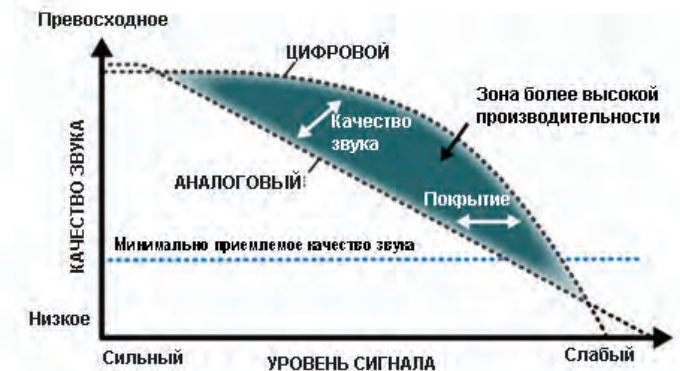 Превосходное
ЦИФРОВОЙ
Зона более высокой
производительности
Качество
звука
АНАЛОГОВЫЙ
Покрытие
КАЧЕСТВО ЗВУКА
Минимально приемлемое качество звука
Низкое
Сильный
УРОВЕНЬ СИГНАЛА
Слабый